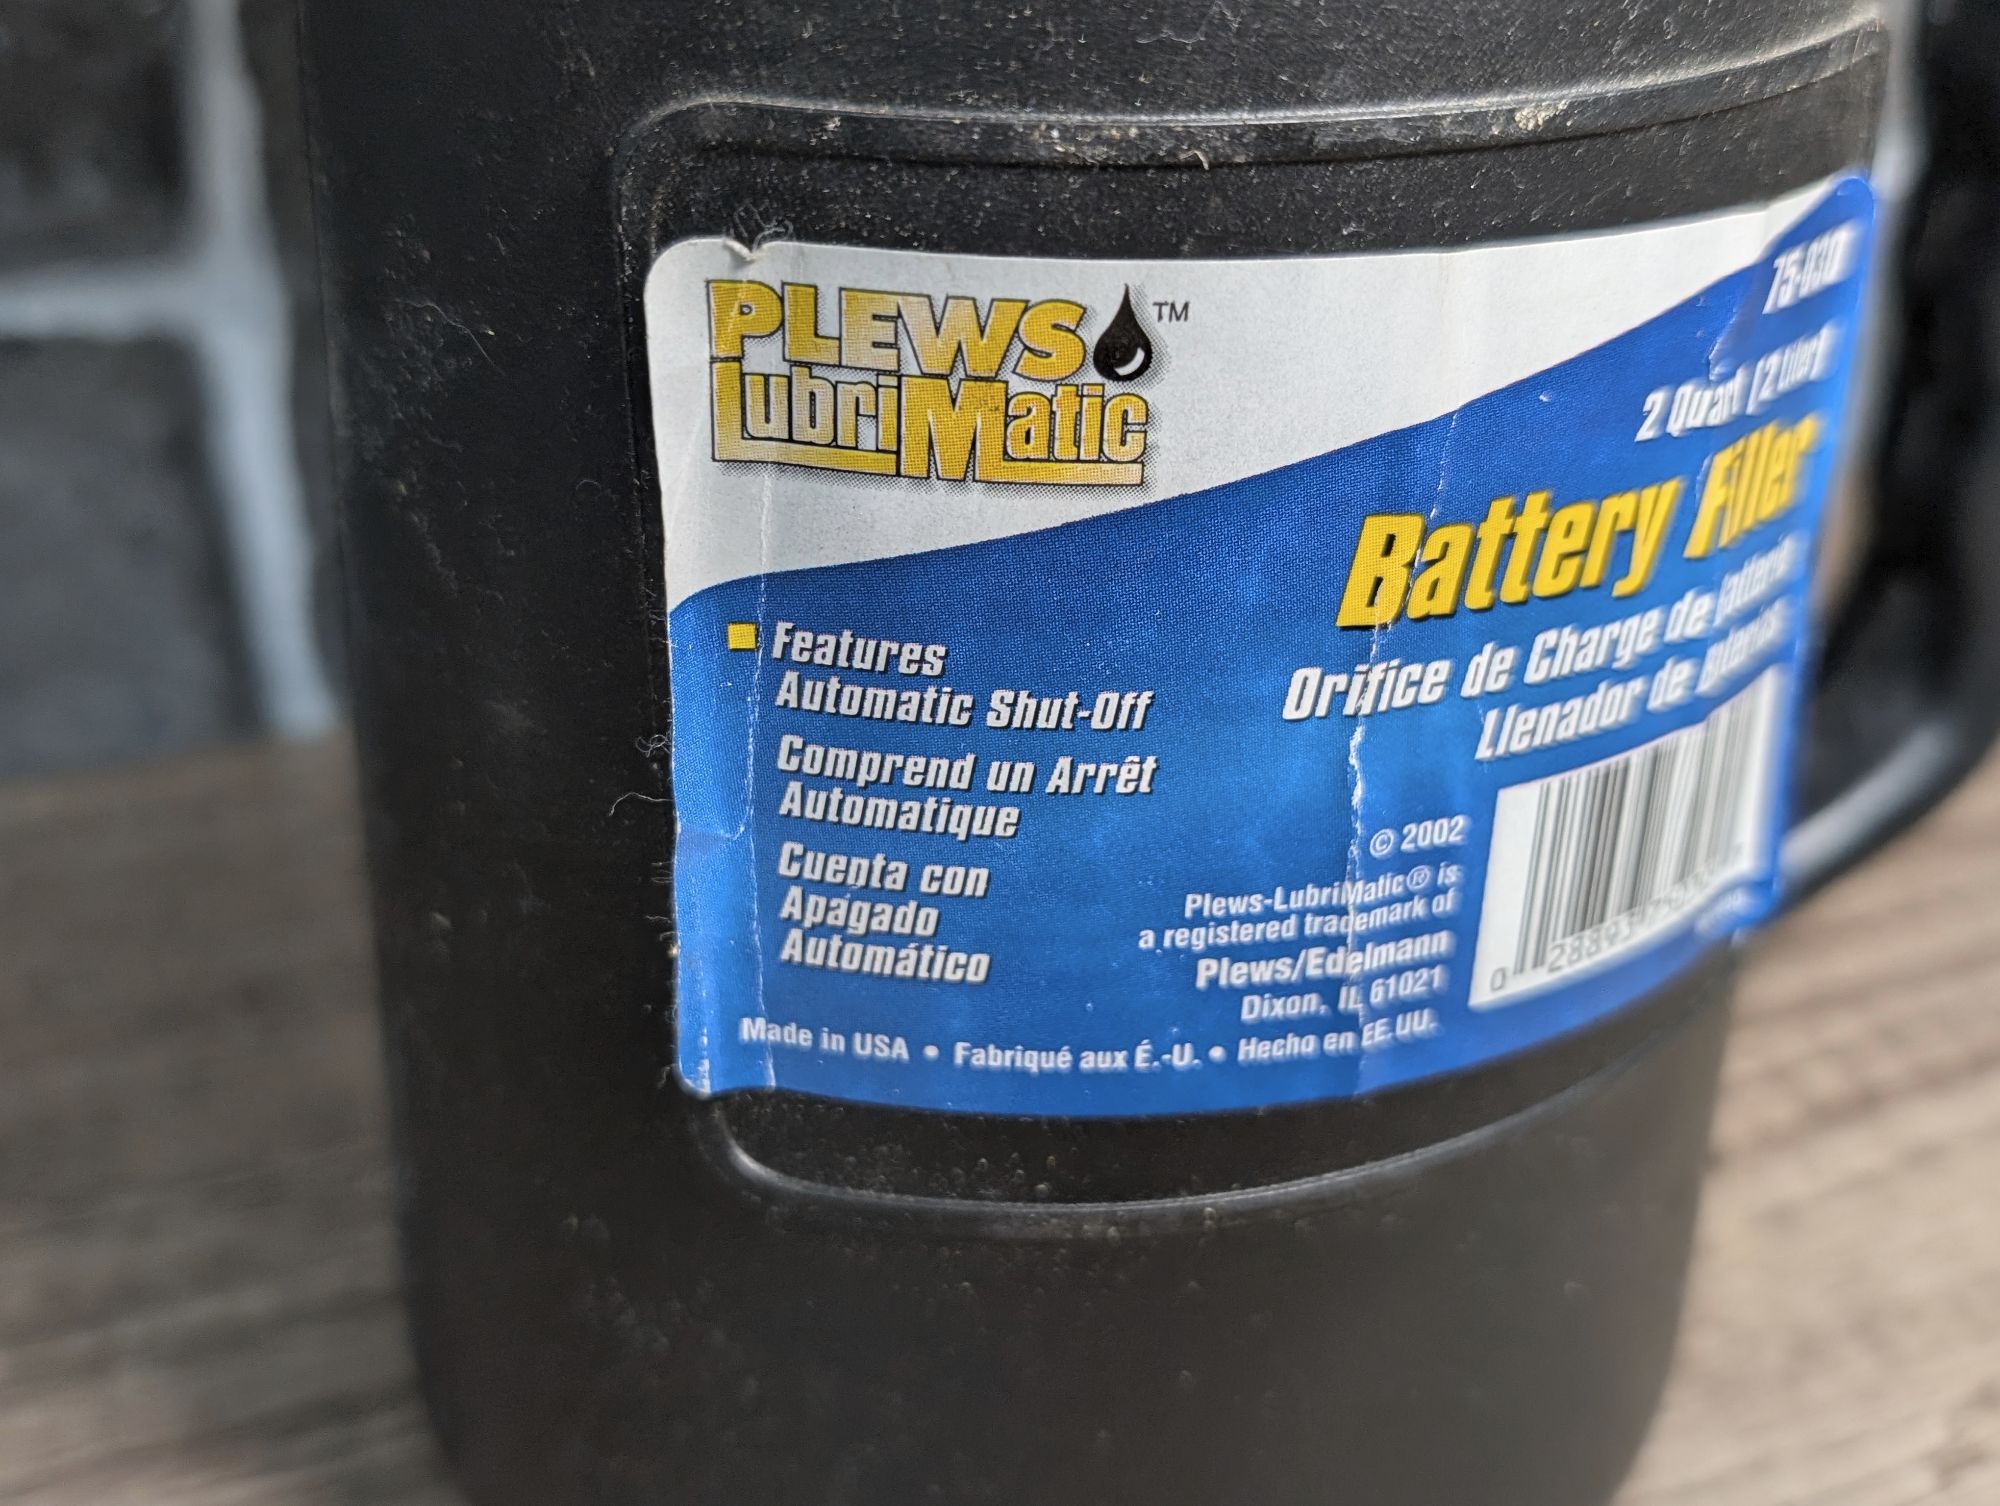 PLEWS ™
LubriMatic
2 Quart (2 Liter)
Battery Filler
Orifice de Charge de
Llenador de
Features
Automatic Shut-Off
Comprend un Arrêt
Automatique
Cuenta con
Apagado
Automático
© 2002
Plews-LubriMatic® is
a registered trademark of
Plews/Edelmann
Dixon, IL 61021
Made in USA • Fabriqué aux É.-U. • Hecho en EE.UU.